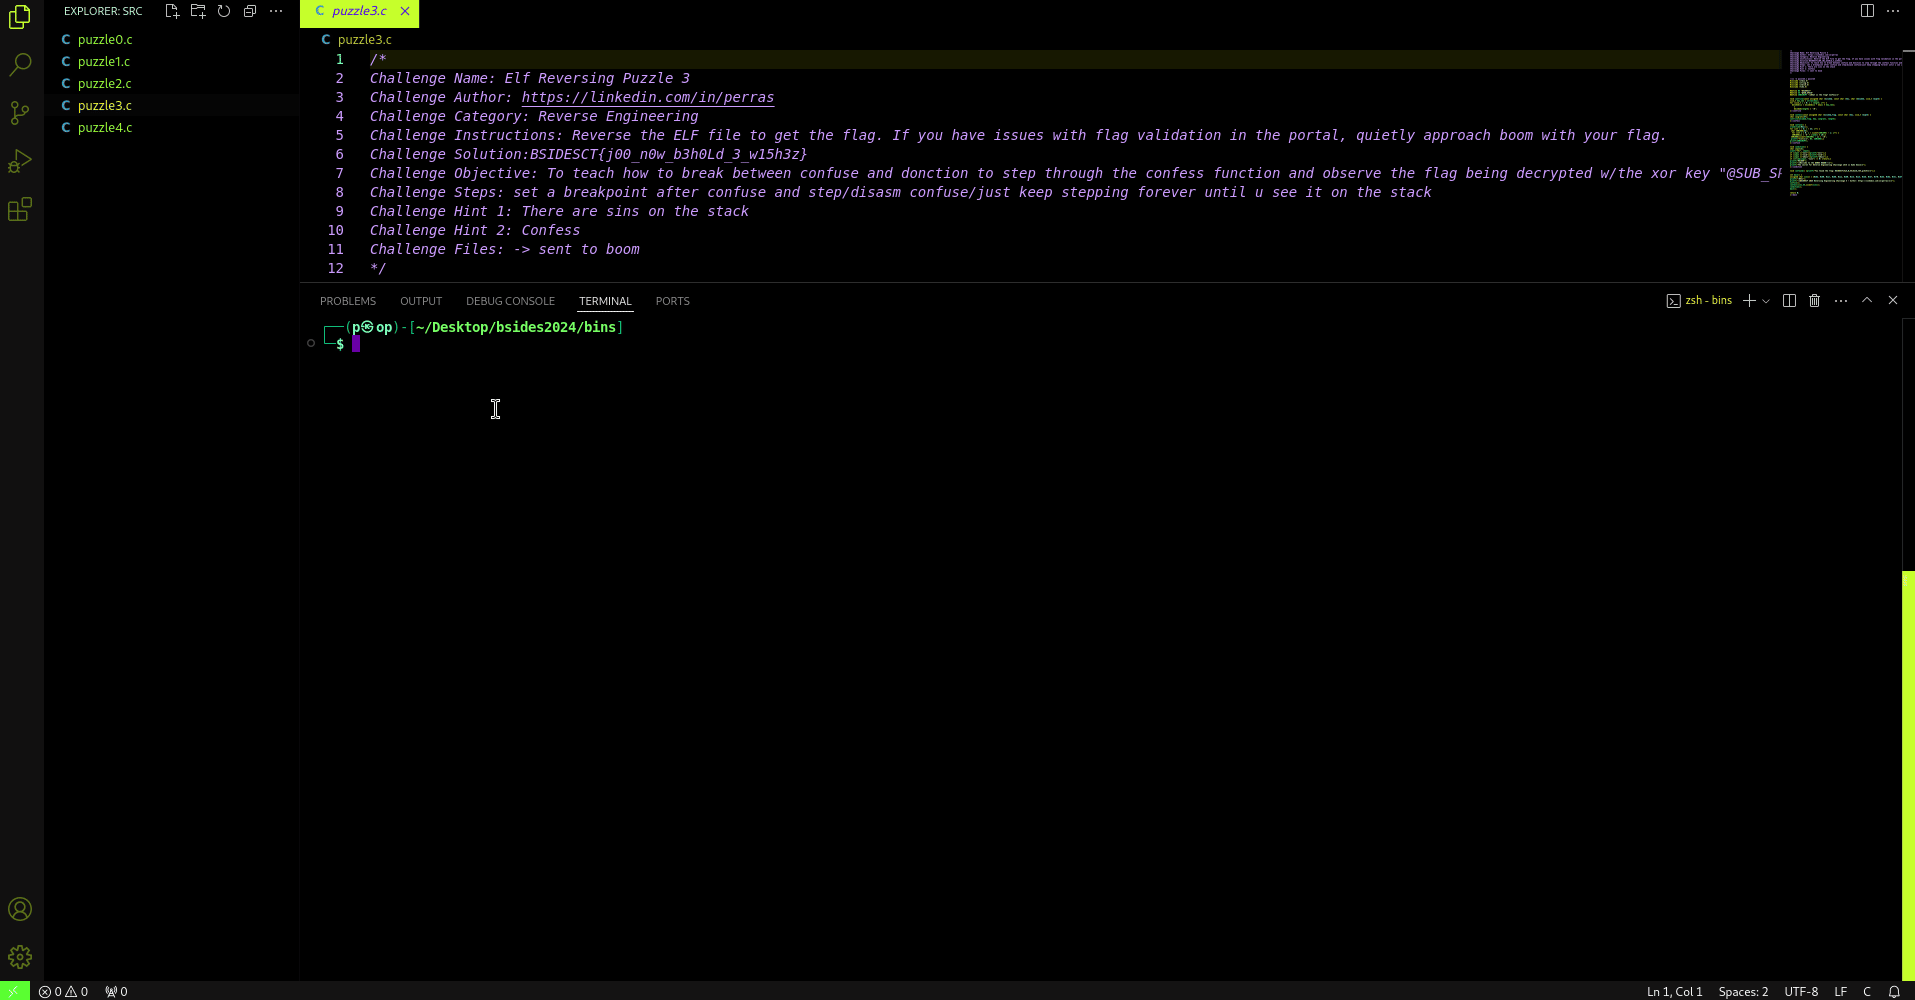 EXPLORER: SRC
C puzzle0.c
C puzzle1.c
C puzzle2.c
C puzzle3.c
C puzzle4.c
C puzzle3.c
C puzzle3.c
1 /*
2 Challenge Name: Elf Reversing Puzzle 3
3 Challenge Author: https://linkedin.com/in/perras
4 Challenge Category: Reverse Engineering
5 Challenge Instructions: Reverse the ELF file to get the flag. If you have issues with flag validation in the portal, quietly approach boom with your flag.
6 Challenge Solution:BSIDESCT{j00_n0w_b3h0Ld_3_w15h3z}
7 Challenge Objective: To teach how to break between confuse and donction to step through the confess function and observe the flag being decrypted w/the xor key "@SUB_S
8 Challenge Steps: set a breakpoint after confuse and step/disasm confuse/just keep stepping forever until u see it on the stack
9 Challenge Hint 1: There are sins on the stack
10 Challenge Hint 2: Confess
11 Challenge Files: -> sent to boom
12 */
PROBLEMS OUTPUT DEBUG CONSOLE TERMINAL PORTS
zsh - bins
(p㉿op)-[~/Desktop/bsides2024/bins]
$
0 0 0
Ln 1, Col 1 Spaces: 2 UTF-8 LF C